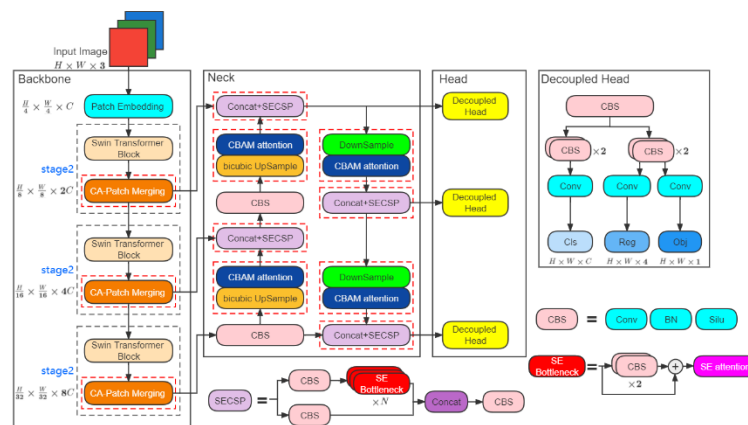 Input Image
H × W × 3
Backbone
H/4 × W/4 × C
Patch Embedding
Swin Transformer
Block
stage2
H/8 × W/8 × 2C
CA-Patch Merging
Swin Transformer
Block
stage2
H/16 × W/16 × 4C
CA-Patch Merging
Swin Transformer
Block
stage2
H/32 × W/32 × 8C
CA-Patch Merging
Neck
Concat+SECSP
CBAM attention
bicubic UpSample
CBS
Concat+SECSP
CBAM attention
bicubic UpSample
CBS
DownSample
CBAM attention
Concat+SECSP
DownSample
CBAM attention
Concat+SECSP
Head
Decoupled
Head
Decoupled
Head
Decoupled
Head
Decoupled Head
CBS
CBS ×2
CBS ×2
Conv
Conv
Conv
Cls
Reg
Obj
H × W × C
H × W × 4
H × W × 1
CBS = Conv BN Silu
SE
Bottleneck
=
CBS
×2
+
SE attention
SECSP
=
CBS
SE
Bottleneck
×N
CBS
Concat
CBS